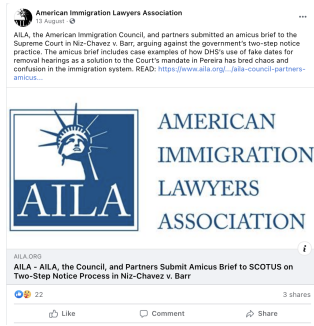 American Immigration Lawyers Association
13 August ·
AILA, the American Immigration Council, and partners submitted an amicus brief to the
Supreme Court in Niz-Chavez v. Barr, arguing against the government's two-step notice
practice. The amicus brief includes case examples of how DHS's use of fake dates for
removal hearings as a solution to the Court's mandate in Pereira has bred chaos and
confusion in the immigration system. READ: https://www.aila.org/.../aila-council-partners-
amicus...
AILA
AMERICAN
IMMIGRATION
LAWYERS
ASSOCIATION
i
AILA.ORG
AILA - AILA, the Council, and Partners Submit Amicus Brief to SCOTUS on
Two-Step Notice Process in Niz-Chavez v. Barr
22
3 shares
Like
Comment
Share